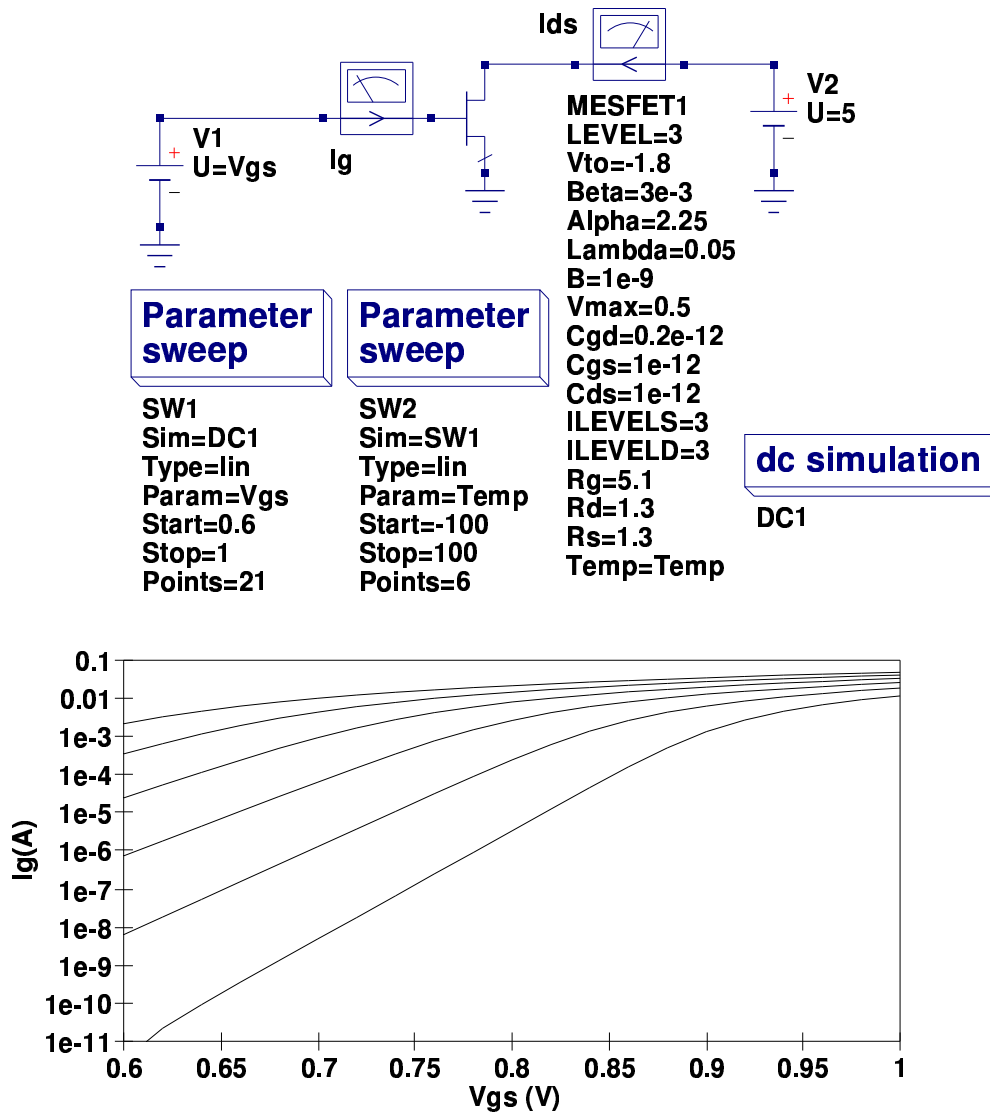 Ids
V2
U=5
V1
U=Vgs
Ig
MESFET1
LEVEL=3
Vto=-1.8
Beta=3e-3
Alpha=2.25
Lambda=0.05
B=1e-9
Vmax=0.5
Cgd=0.2e-12
Cgs=1e-12
Cds=1e-12
ILEVELS=3
ILEVELD=3
Rg=5.1
Rd=1.3
Rs=1.3
Temp=Temp
Parameter
sweep
SW1
Sim=DC1
Type=lin
Param=Vgs
Start=0.6
Stop=1
Points=21
Parameter
sweep
SW2
Sim=SW1
Type=lin
Param=Temp
Start=-100
Stop=100
Points=6
dc simulation
DC1
Ig(A)
0.1
0.01
1e-3
1e-4
1e-5
1e-6
1e-7
1e-8
1e-9
1e-10
1e-11
0.6 0.65 0.7 0.75 0.8 0.85 0.9 0.95 1
Vgs (V)